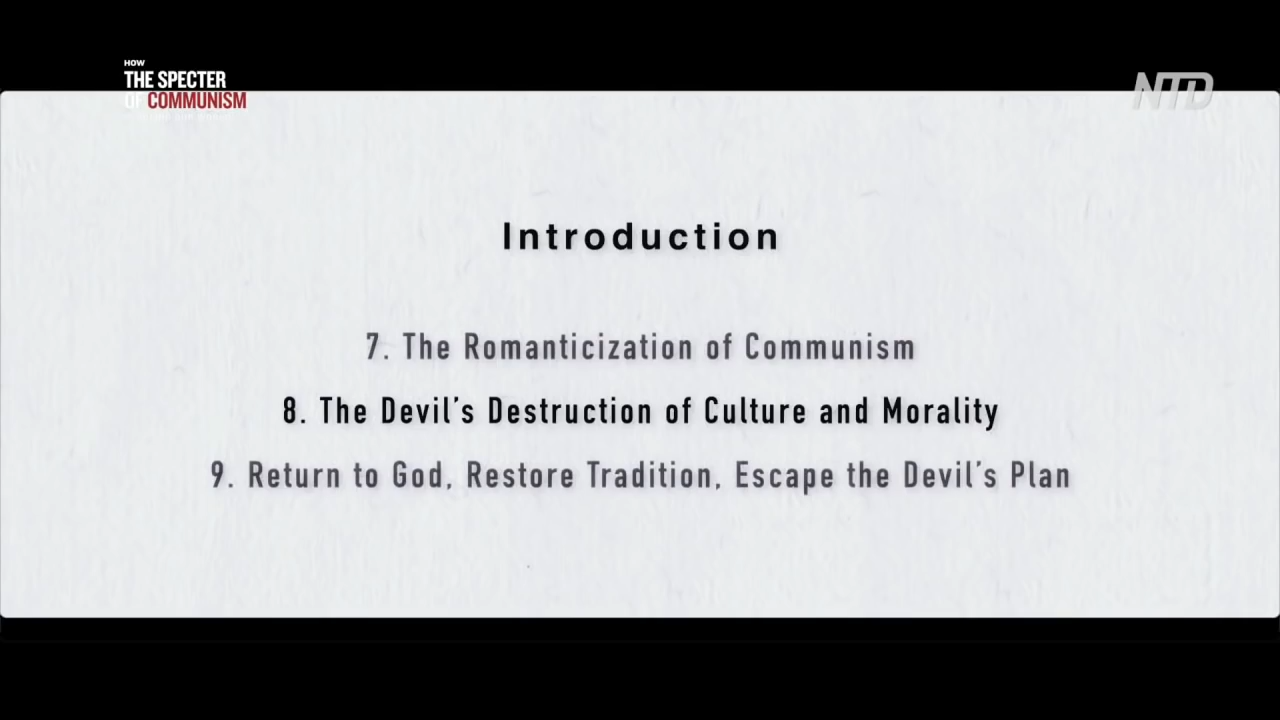 HOW
THE SPECTER
OF COMMUNISM
NTD
Introduction
7. The Romanticization of Communism
8. The Devil's Destruction of Culture and Morality
9. Return to God, Restore Tradition, Escape the Devil's Plan